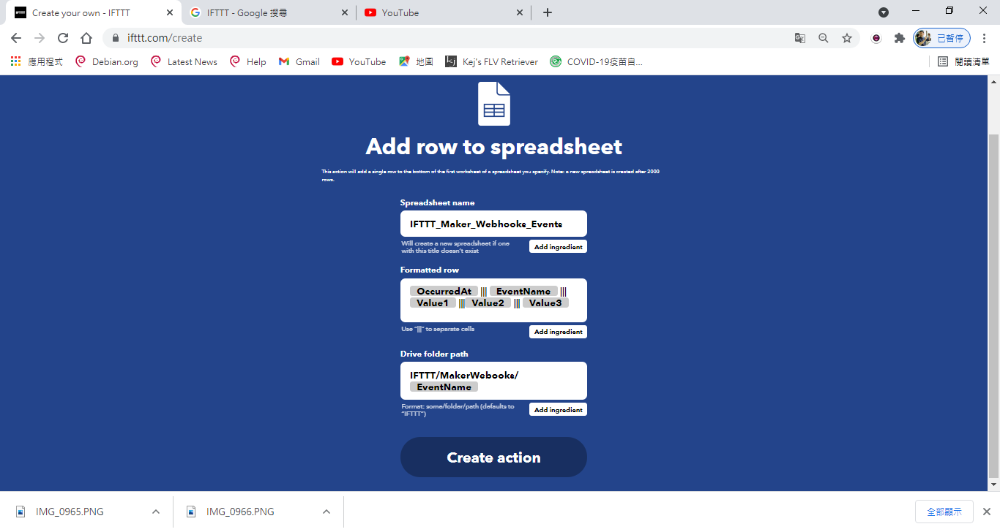 IFTTT
Create your own - IFTTT
IFTTT - Google 搜尋
YouTube
ifttt.com/create
已暫停
應用程式
Debian.org
Latest News
Help
Gmail
YouTube
地圖
kj
Kej's FLV Retriever
COVID-19疫苗自...
閱讀清單
Add row to spreadsheet
This action will add a single row to the bottom of the first worksheet of a spreadsheet you specify. Note: a new spreadsheet is created after 2000
rows.
Spreadsheet name
IFTTT_Maker_Webhooks_Events
Will create a new spreadsheet if one
with this title doesn't exist
Add ingredient
Formatted row
OccurredAt ||| EventName |||
Value1 ||| Value2 ||| Value3
Use "|||" to separate cells
Add ingredient
Drive folder path
IFTTT/MakerWebooks/
EventName
Format: some/folder/path (defaults to
"IFTTT")
Add ingredient
Create action
IMG_0965.PNG
IMG_0966.PNG
全部顯示